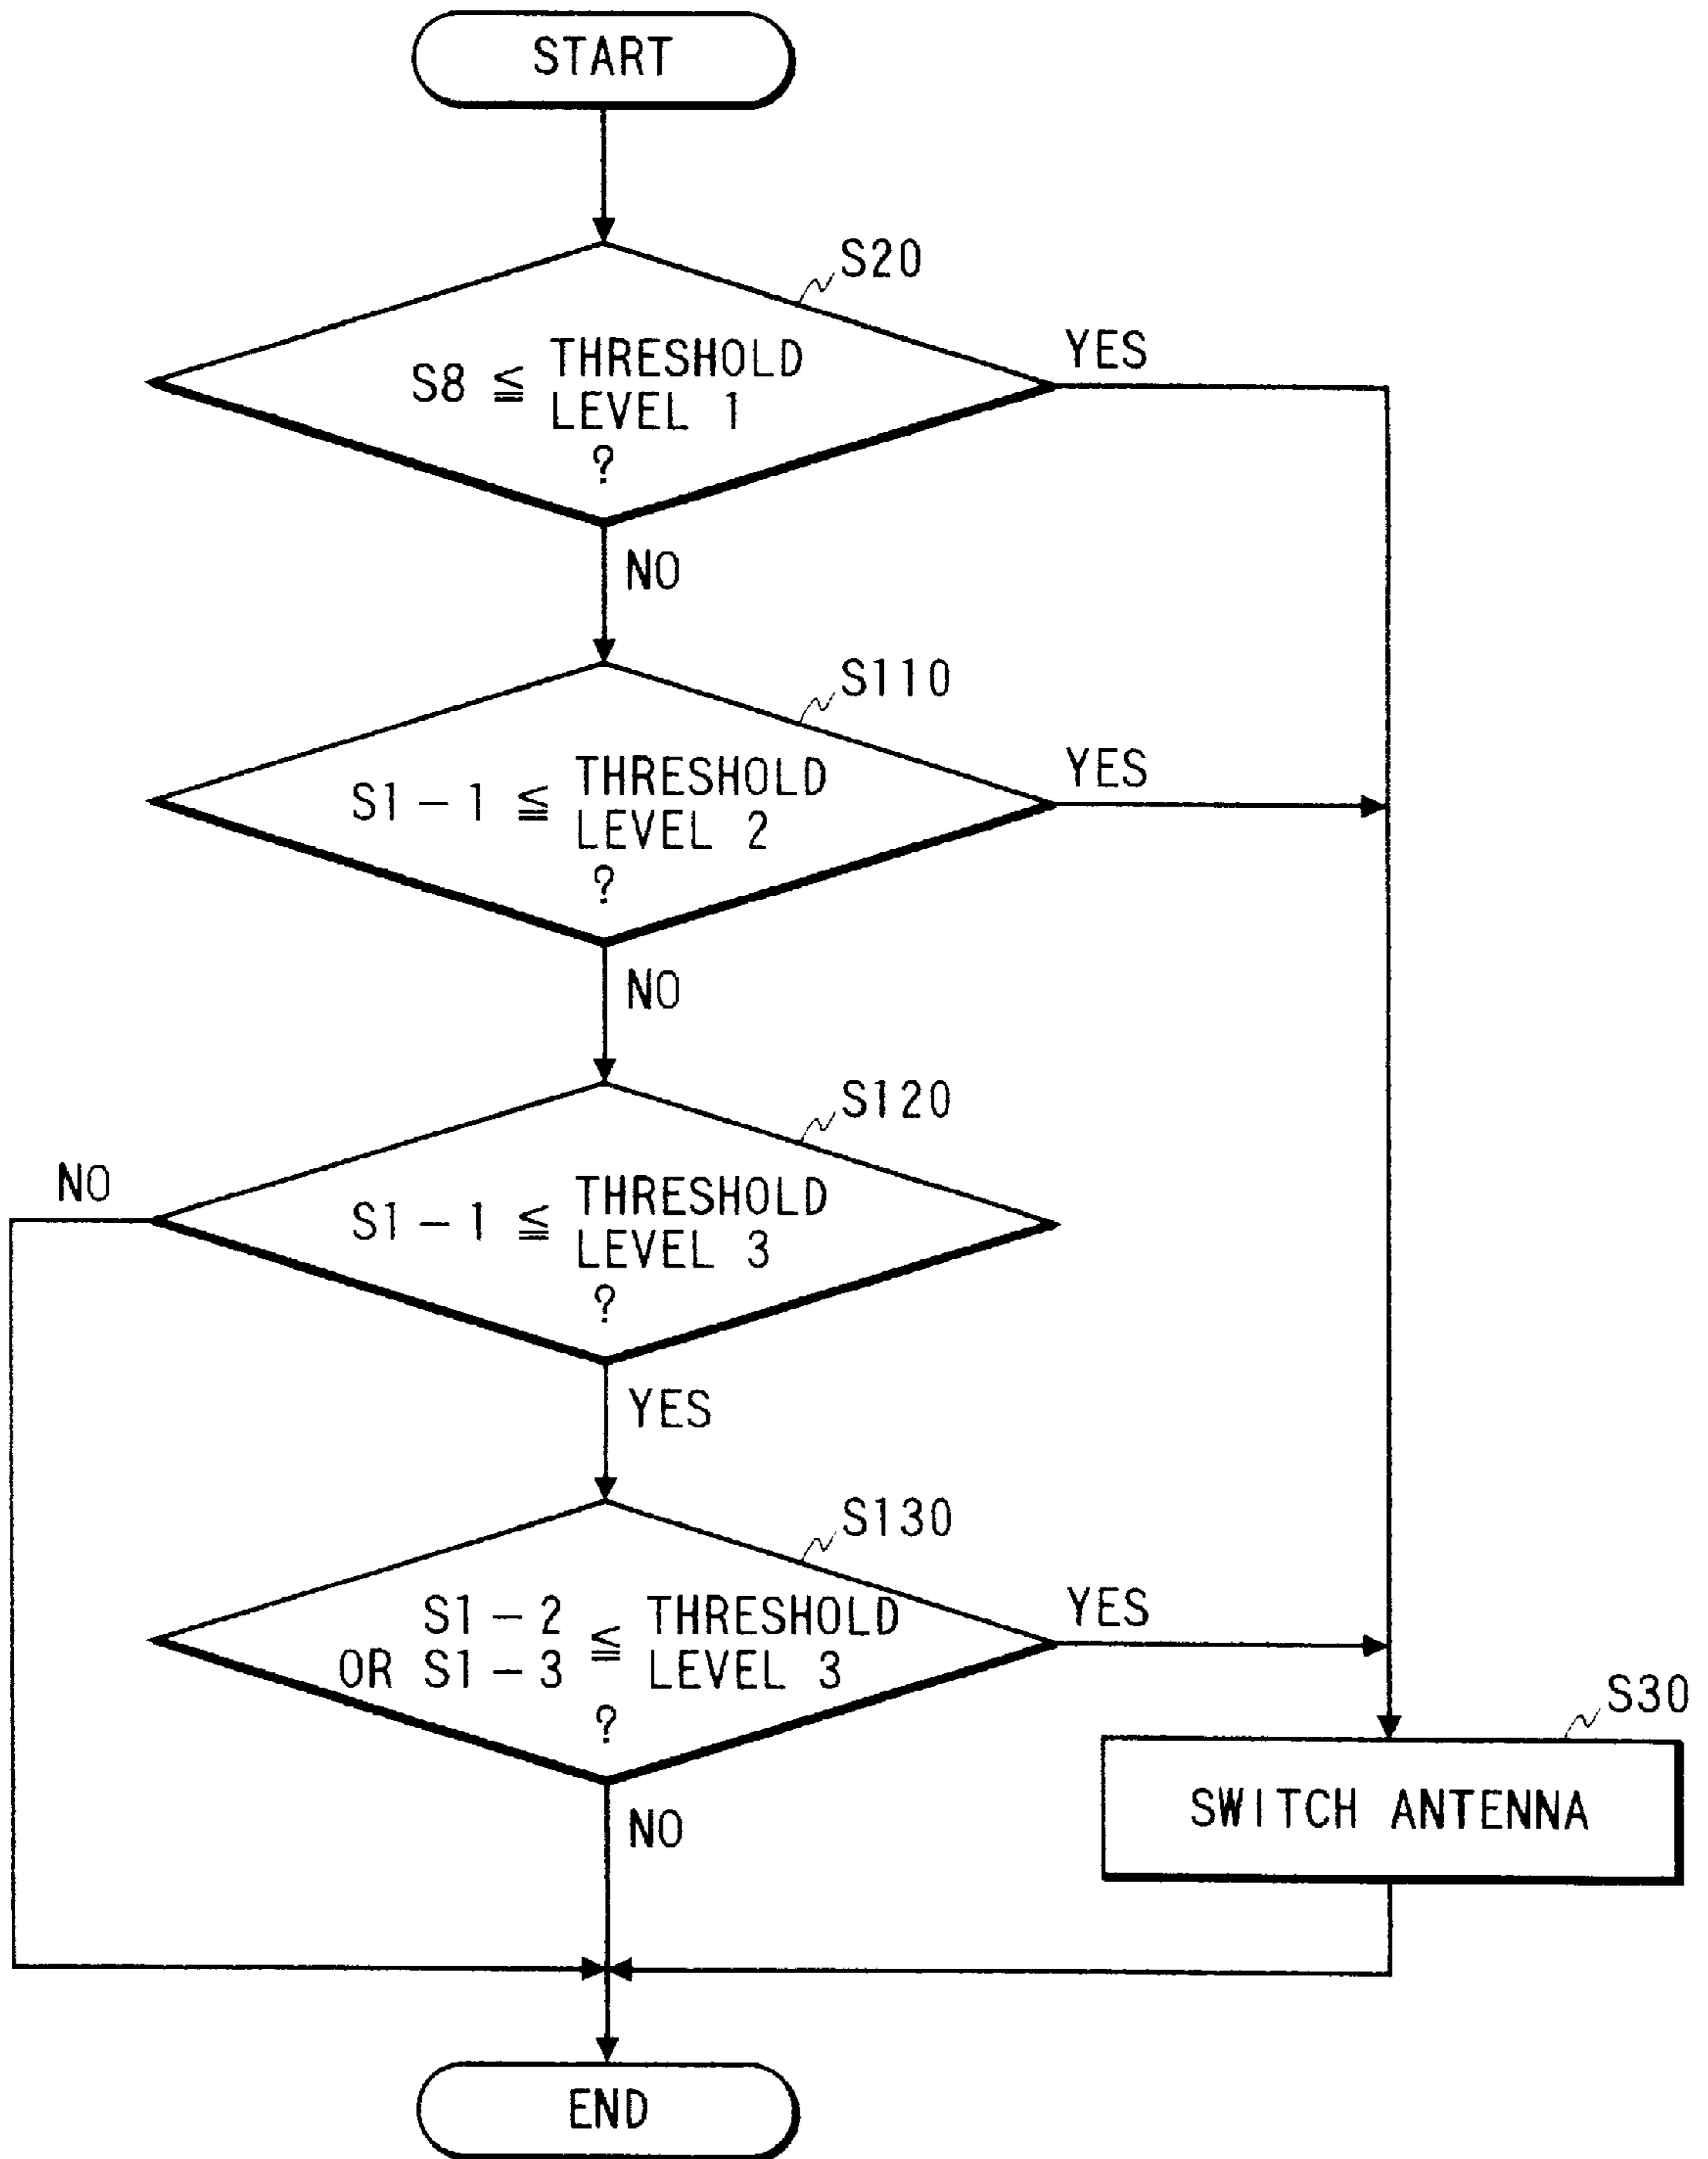 START
S20
S8 ≦ THRESHOLD
LEVEL 1
?
YES
NO
S110
S1-1 ≦ THRESHOLD
LEVEL 2
?
YES
NO
S120
NO
S1-1 ≦ THRESHOLD
LEVEL 3
?
YES
S130
S1-2
OR S1-3 ≦ THRESHOLD
LEVEL 3
?
YES
S30
SWITCH ANTENNA
NO
END